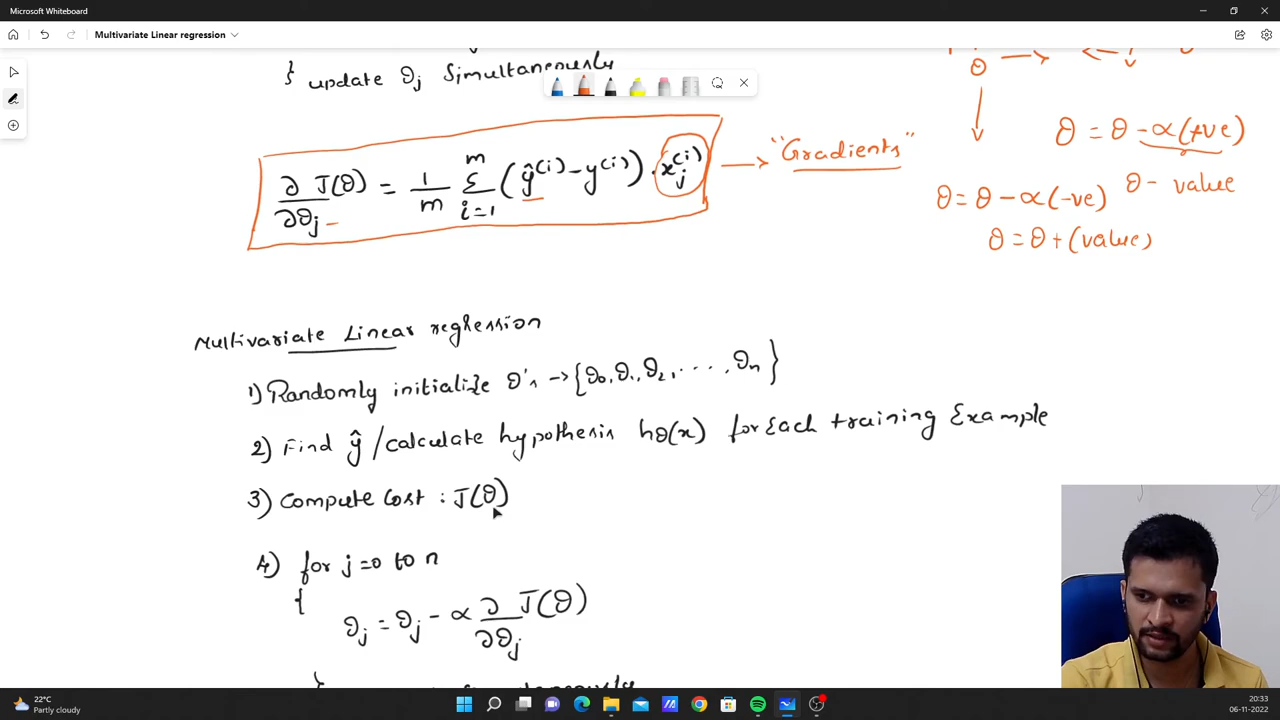 Microsoft Whiteboard
Multivariate Linear regression
} update θj Simultaneously
∂/∂θj J(θ) = 1/m Σ i=1 m (ŷ(i) - y(i)) . xj(i) → "Gradients"
θ
θ = θ - α(+ve)
θ - value
θ = θ - α(-ve)
θ = θ + (value)
Multivariate Linear regression
1) Randomly initialize θ's → {θ0, θ1, θ2, . . . , θn}
2) Find ŷ /calculate hypothesis hθ(x) for Each training Example
3) Compute Cost : J(θ)
4) for j=0 to n
{
θj = θj - α ∂/∂θj J(θ)
}
22°C
Partly cloudy
20:33
06-11-2022